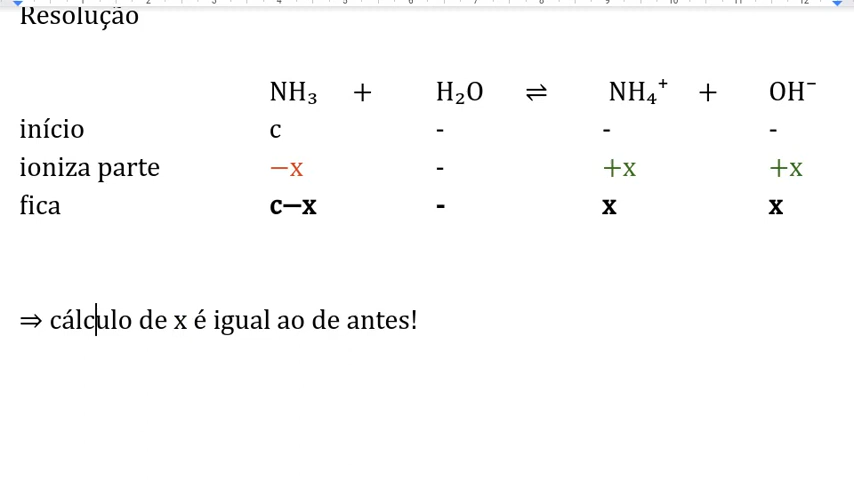 Resolução
NH₃ + H₂O ⇌ NH₄⁺ + OH⁻
início c - - -
ioniza parte −x - +x +x
fica c−x - x x
⇒ cálculo de x é igual ao de antes!